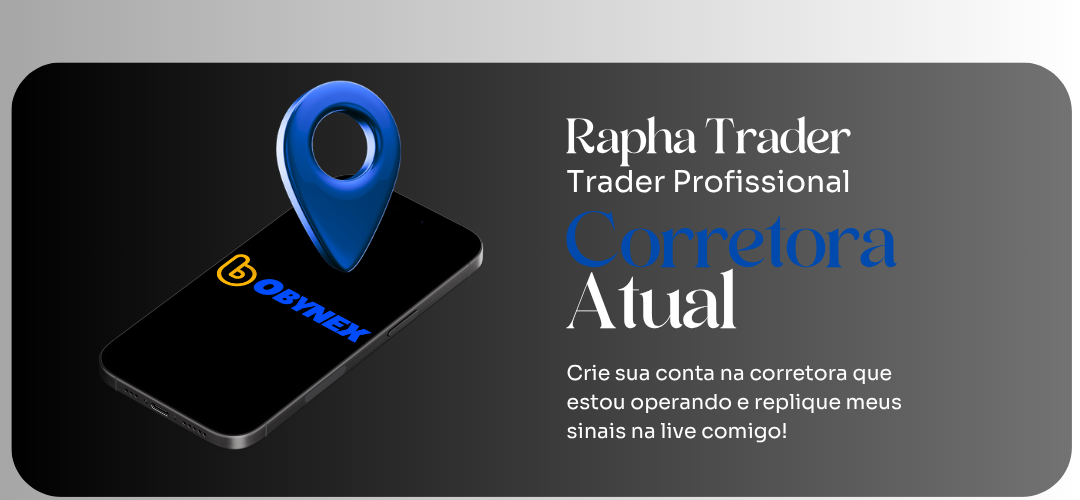 Rapha Trader
Trader Profissional
Corretora
Atual
Crie sua conta na corretora que
estou operando e replique meus
sinais na live comigo!
b OBYNEX